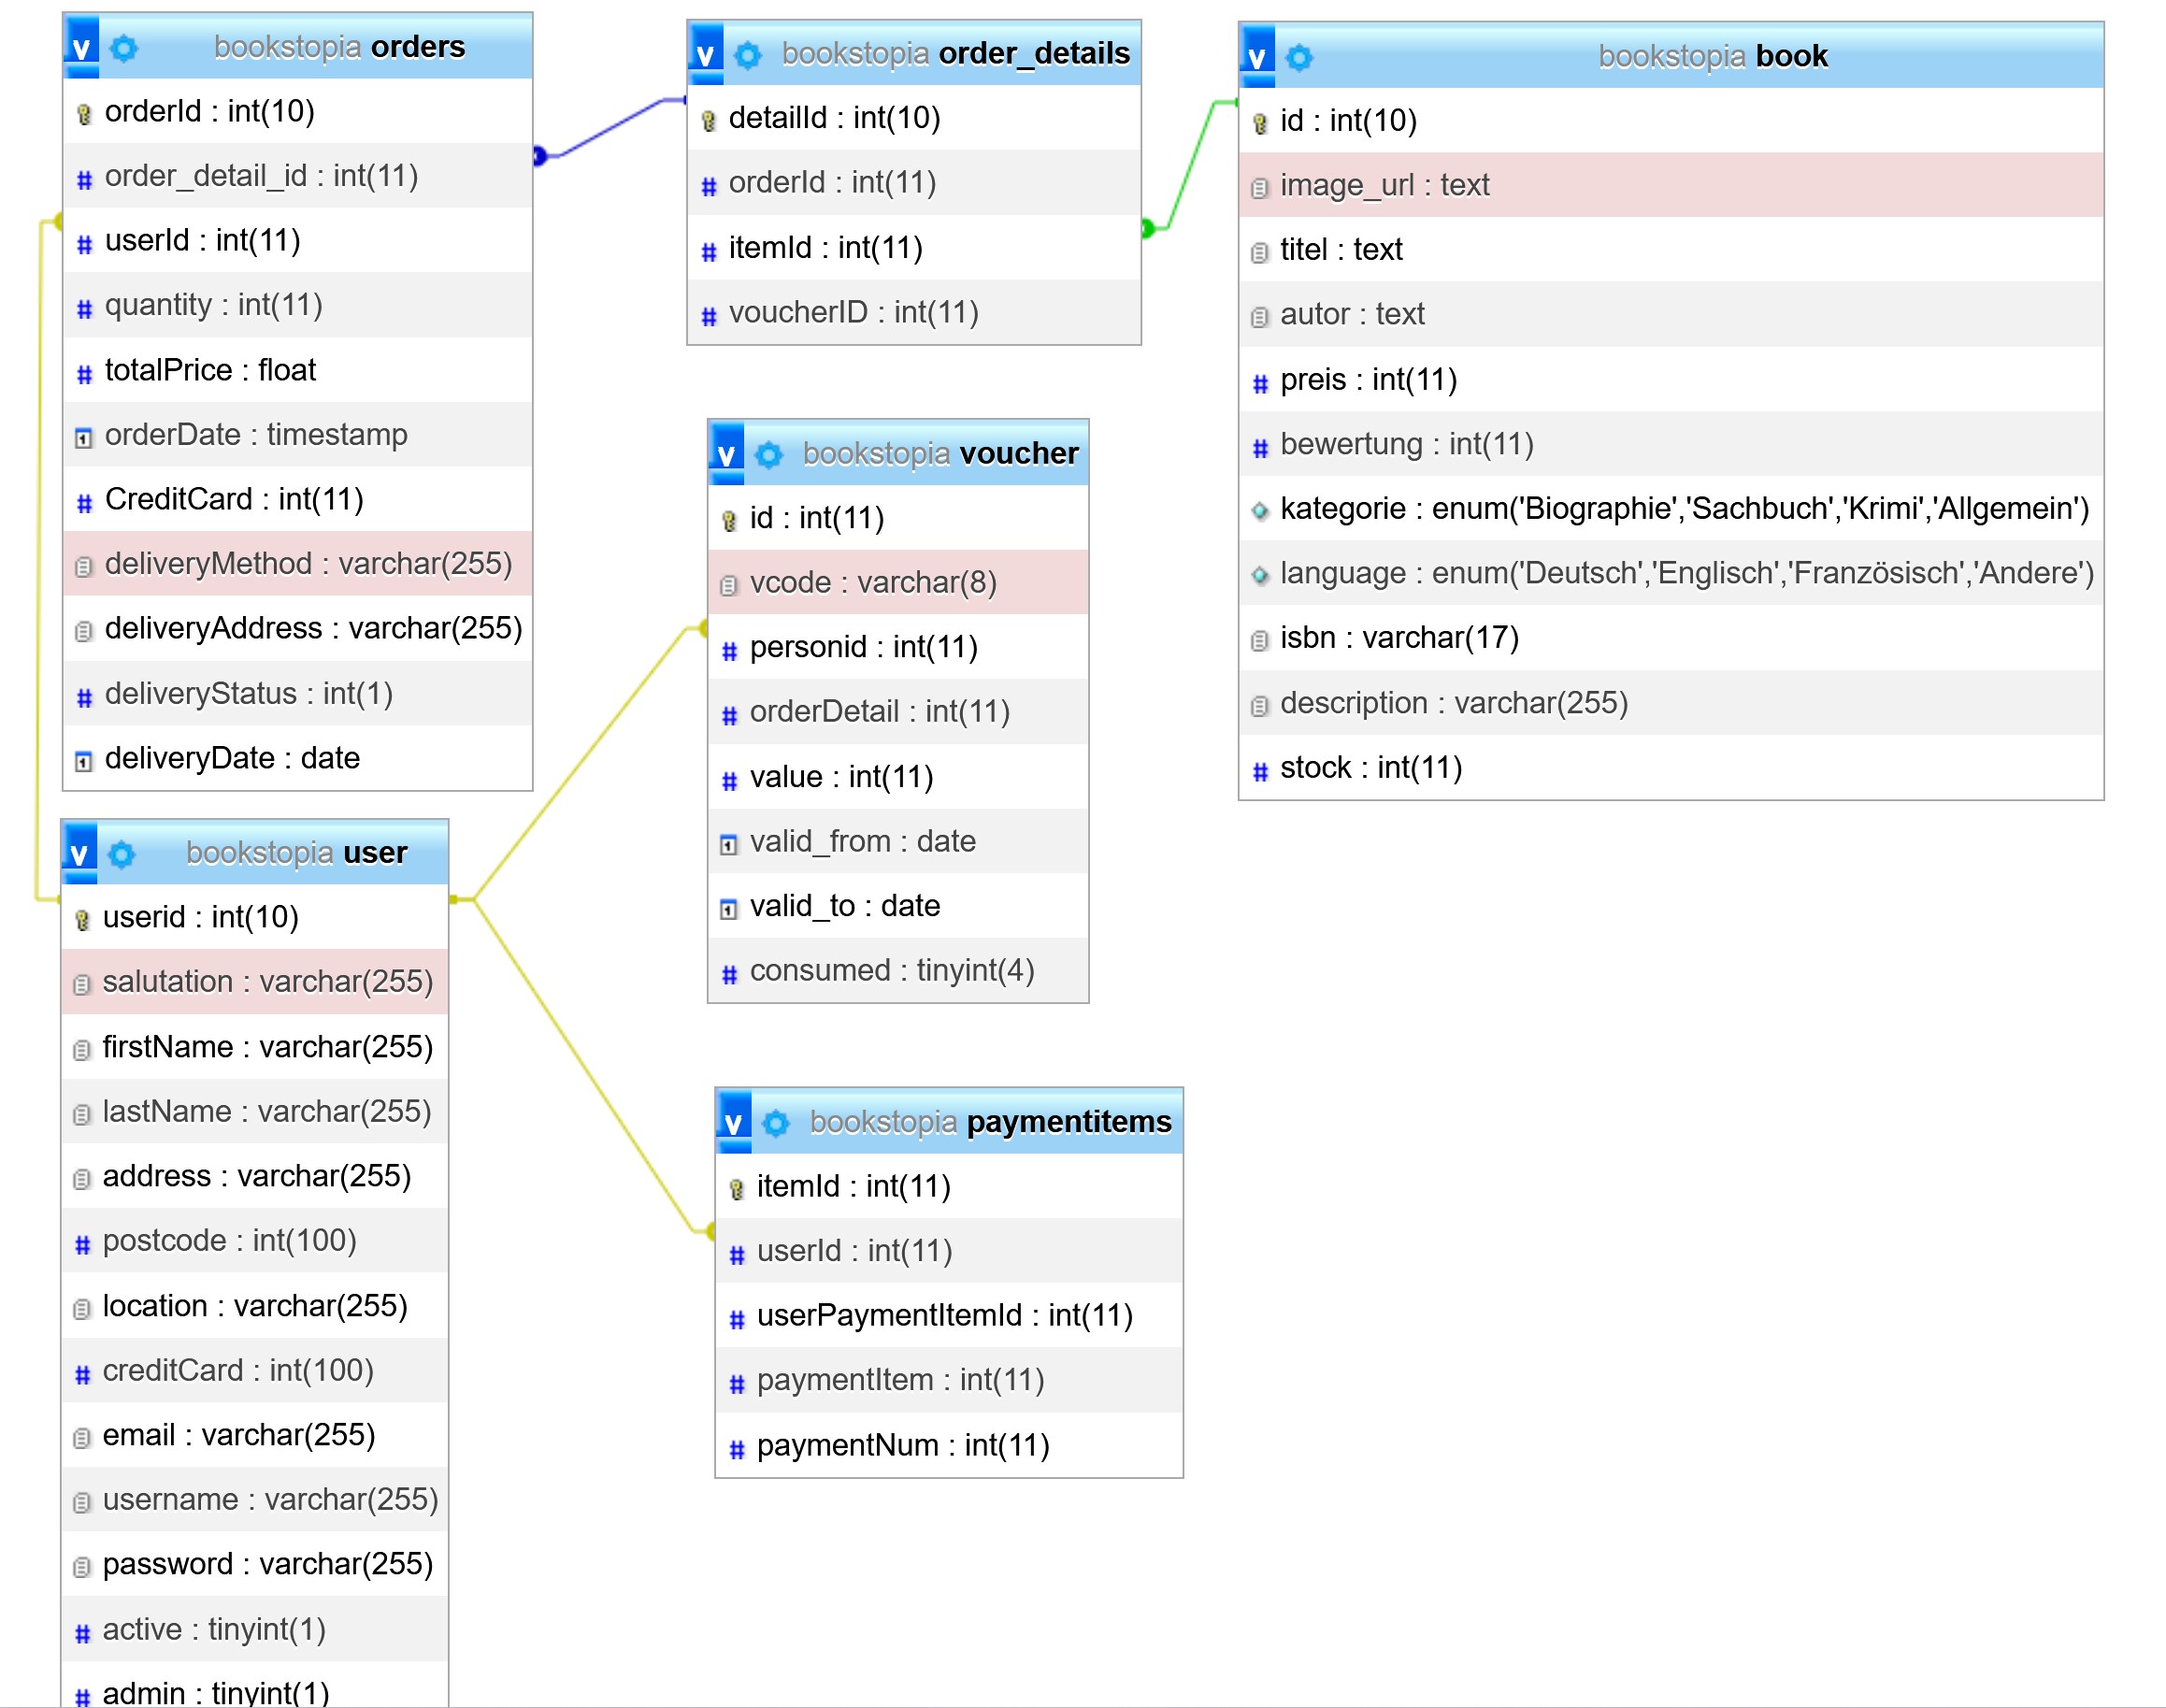 v bookstopia orders
orderId : int(10)
order_detail_id : int(11)
userId : int(11)
quantity : int(11)
totalPrice : float
orderDate : timestamp
CreditCard : int(11)
deliveryMethod : varchar(255)
deliveryAddress : varchar(255)
deliveryStatus : int(1)
deliveryDate : date
v bookstopia order_details
detailId : int(10)
orderId : int(11)
itemId : int(11)
voucherID : int(11)
v bookstopia book
id : int(10)
image_url : text
titel : text
autor : text
preis : int(11)
bewertung : int(11)
kategorie : enum('Biographie','Sachbuch','Krimi','Allgemein')
language : enum('Deutsch','Englisch','Französisch','Andere')
isbn : varchar(17)
description : varchar(255)
stock : int(11)
v bookstopia voucher
id : int(11)
vcode : varchar(8)
personid : int(11)
orderDetail : int(11)
value : int(11)
valid_from : date
valid_to : date
consumed : tinyint(4)
v bookstopia user
userid : int(10)
salutation : varchar(255)
firstName : varchar(255)
lastName : varchar(255)
address : varchar(255)
postcode : int(100)
location : varchar(255)
creditCard : int(100)
email : varchar(255)
username : varchar(255)
password : varchar(255)
active : tinyint(1)
admin : tinyint(1)
v bookstopia paymentitems
itemId : int(11)
userId : int(11)
userPaymentItemId : int(11)
paymentItem : int(11)
paymentNum : int(11)